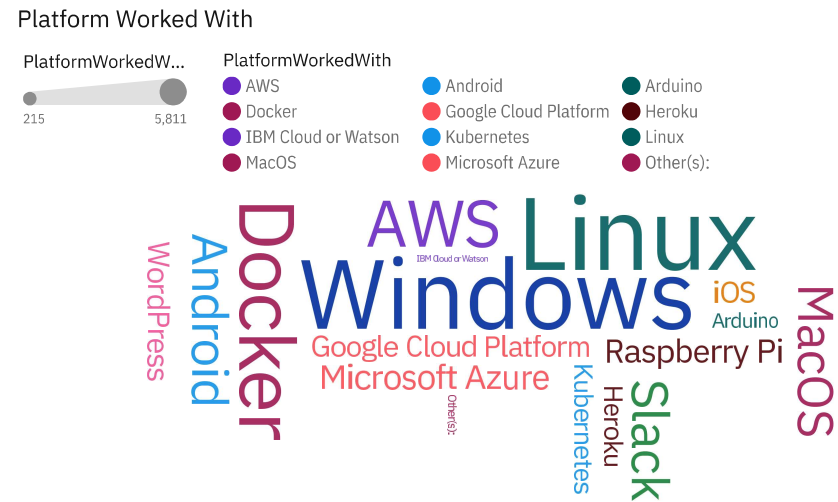 Platform Worked With
PlatformWorkedW...
215 5,811
PlatformWorkedWith
AWS Android Arduino
Docker Google Cloud Platform Heroku
IBM Cloud or Watson Kubernetes Linux
MacOS Microsoft Azure Other(s):
WordPress
Android
Docker
AWS
IBM Cloud or Watson
Linux
Windows
iOS
Arduino
Google Cloud Platform
Raspberry Pi
Microsoft Azure
Other(s):
Kubernetes
Heroku
Slack
MacOS